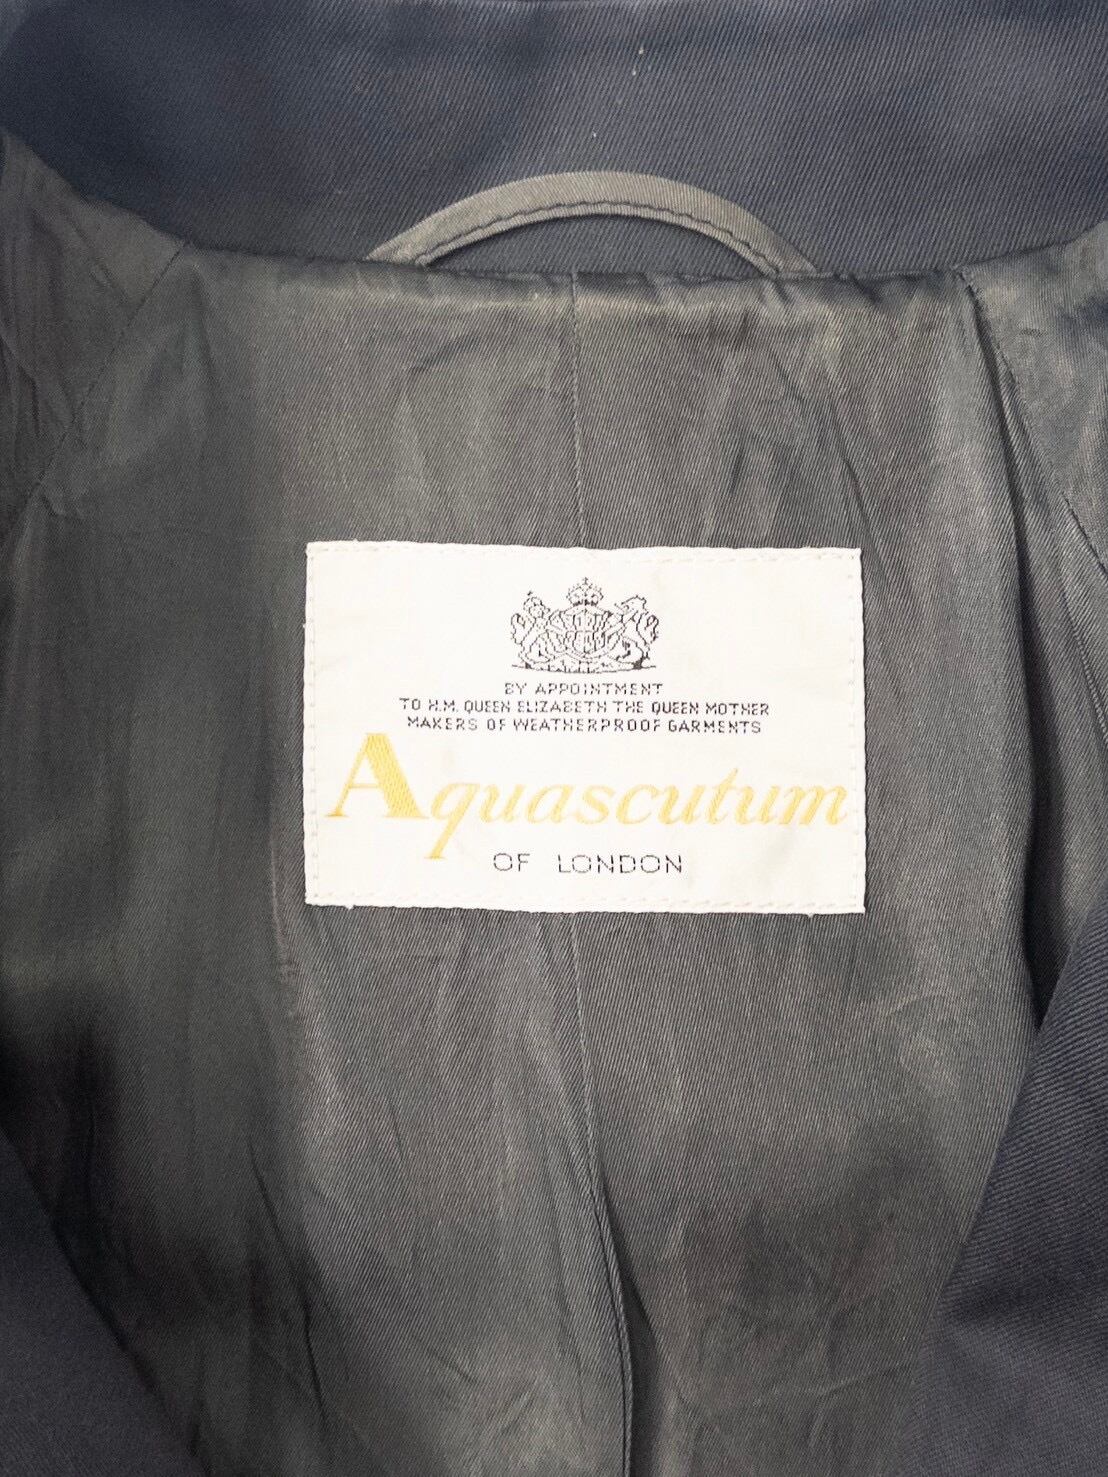 BY APPOINTMENT
TO H.M. QUEEN ELIZABETH THE QUEEN MOTHER
MAKERS OF WEATHERPROOF GARMENTS
Aquascutum
OF LONDON